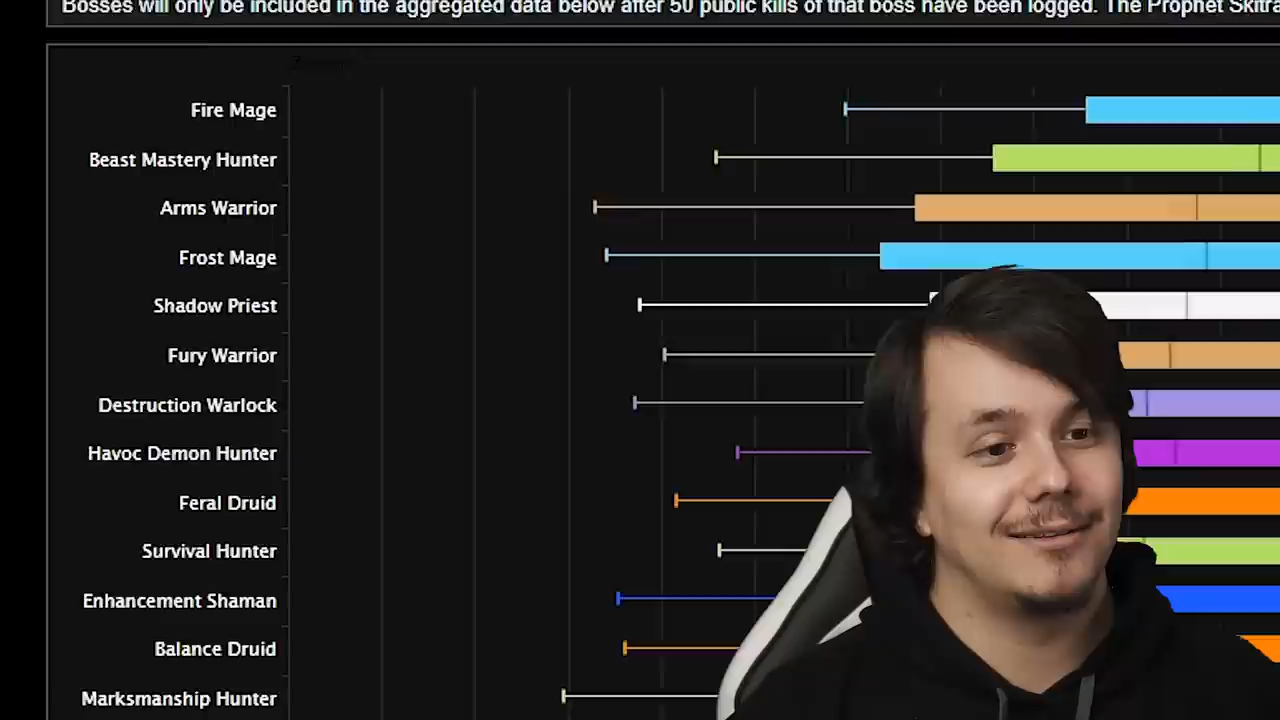 Bosses will only be included in the aggregated data below after 50 public kills of that boss have been logged. The Prophet Skitra
Fire Mage
Beast Mastery Hunter
Arms Warrior
Frost Mage
Shadow Priest
Fury Warrior
Destruction Warlock
Havoc Demon Hunter
Feral Druid
Survival Hunter
Enhancement Shaman
Balance Druid
Marksmanship Hunter